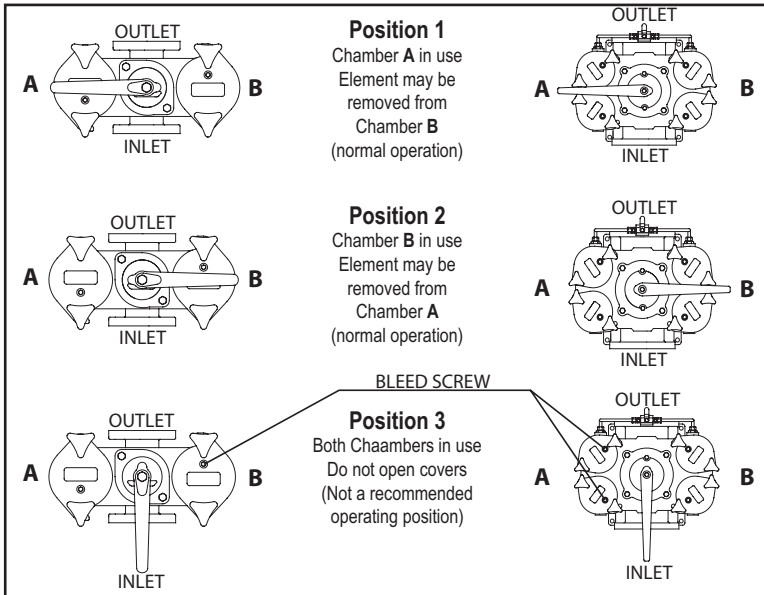 OUTLET
A
B
INLET
Position 1
Chamber A in use
Element may be
removed from
Chamber B
(normal operation)
OUTLET
A
B
INLET
OUTLET
A
B
INLET
Position 2
Chamber B in use
Element may be
removed from
Chamber A
(normal operation)
OUTLET
A
B
INLET
BLEED SCREW
OUTLET
A
B
INLET
Position 3
Both Chaambers in use
Do not open covers
(Not a recommended
operating position)
OUTLET
A
B
INLET